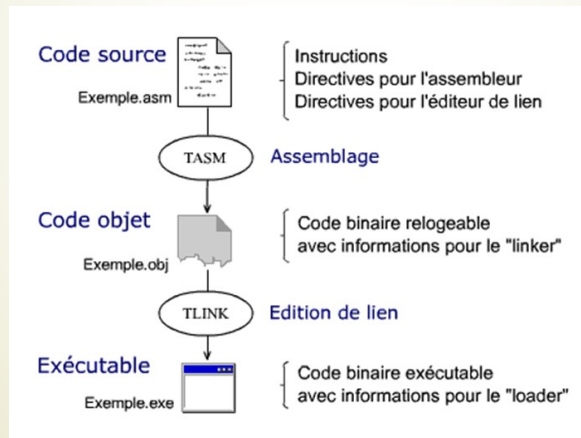 Code source
Exemple.asm
Instructions
Directives pour l'assembleur
Directives pour l'éditeur de lien
TASM
Assemblage
Code objet
Exemple.obj
Code binaire relogeable
avec informations pour le "linker"
TLINK
Edition de lien
Exécutable
Exemple.exe
Code binaire exécutable
avec informations pour le "loader"